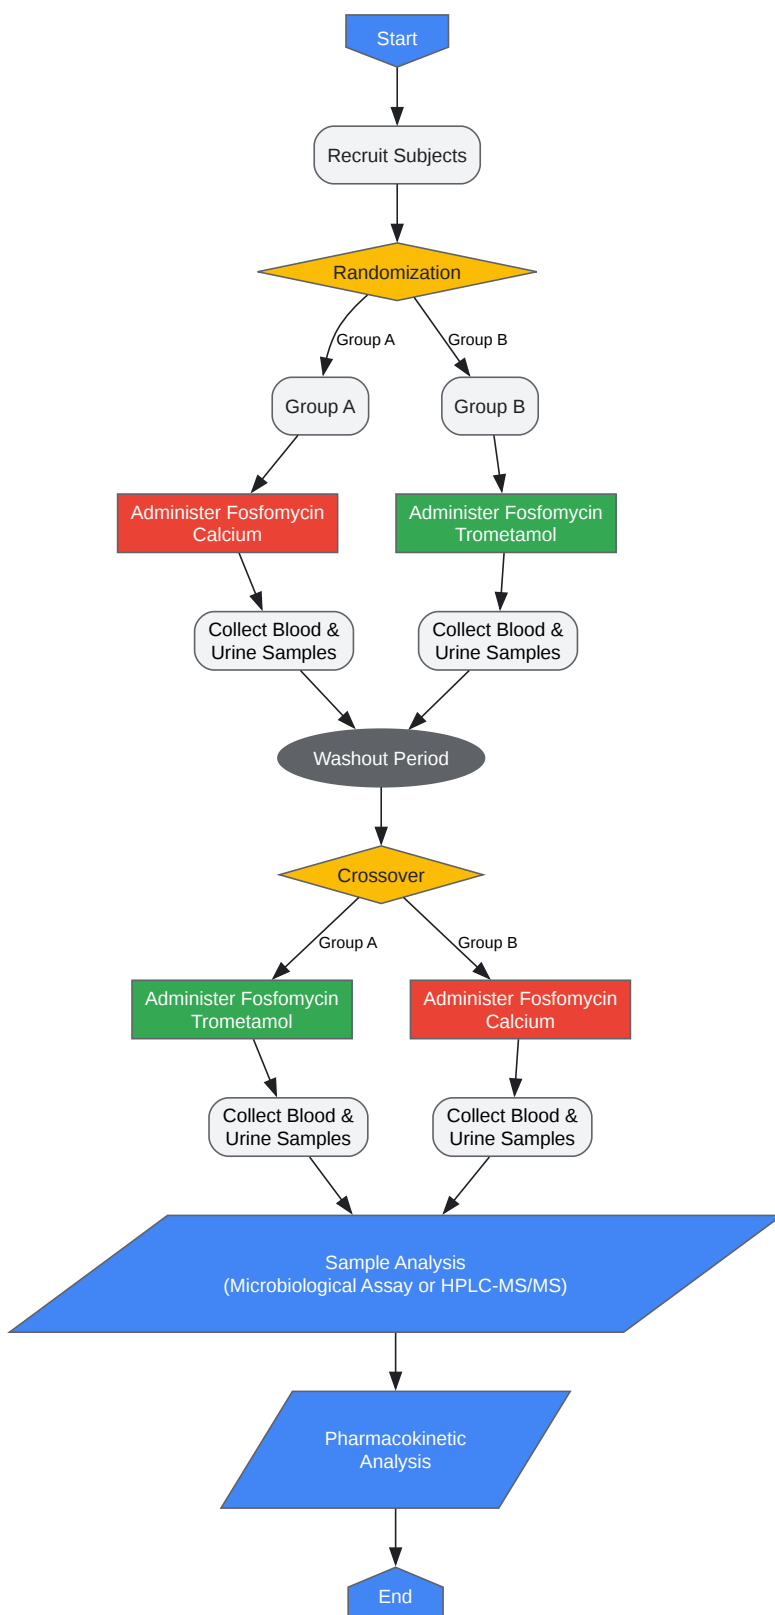 Start
Recruit Subjects
Randomization
Group A
Group B
Group A
Group B
Administer Fosfomycin
Calcium
Administer Fosfomycin
Trometamol
Collect Blood &
Urine Samples
Collect Blood &
Urine Samples
Washout Period
Crossover
Group A
Group B
Administer Fosfomycin
Trometamol
Administer Fosfomycin
Calcium
Collect Blood &
Urine Samples
Collect Blood &
Urine Samples
Sample Analysis
(Microbiological Assay or HPLC-MS/MS)
Pharmacokinetic
Analysis
End